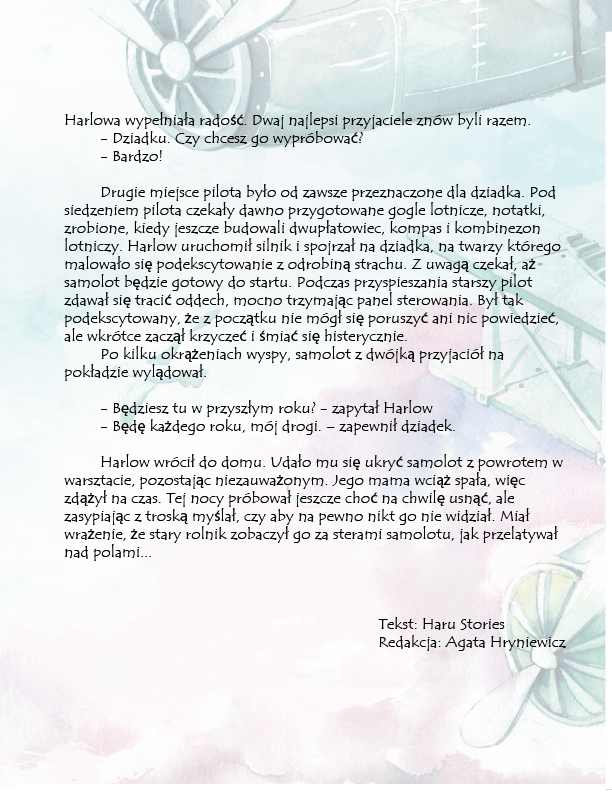 Harlowa wypełniała radość. Dwaj najlepsi przyjaciele znów byli razem.
– Dziadku. Czy chcesz go wypróbować?
– Bardzo!
Drugie miejsce pilota było od zawsze przeznaczone dla dziadka. Pod
siedzeniem pilota czekały dawno przygotowane gogle lotnicze, notatki,
zrobione, kiedy jeszcze budowali dwupłatowiec, kompas i kombinezon
lotniczy. Harlow uruchomił silnik i spojrzał na dziadka, na twarzy którego
malowało się podekscytowanie z odrobiną strachu. Z uwagą czekał, aż
samolot będzie gotowy do startu. Podczas przyspieszania starszy pilot
zdawał się tracić oddech, mocno trzymając panel sterowania. Był tak
podekscytowany, że z początku nie mógł się poruszyć ani nic powiedzieć,
ale wkrótce zaczął krzyczeć i śmiać się histerycznie.
Po kilku okrążeniach wyspy, samolot z dwójką przyjaciół na
pokładzie wylądował.
– Będziesz tu w przyszłym roku? – zapytał Harlow
– Będę każdego roku, mój drogi. – zapewnił dziadek.
Harlow wrócił do domu. Udało mu się ukryć samolot z powrotem w
warsztacie, pozostając niezauważonym. Jego mama wciąż spała, więc
zdążył na czas. Tej nocy próbował jeszcze choć na chwilę usnąć, ale
zasypiając z troską myślał, czy aby na pewno nikt go nie widział. Miał
wrażenie, że stary rolnik zobaczył go za sterami samolotu, jak przelatywał
nad polami...
Tekst: Haru Stories
Redakcja: Agata Hryniewicz